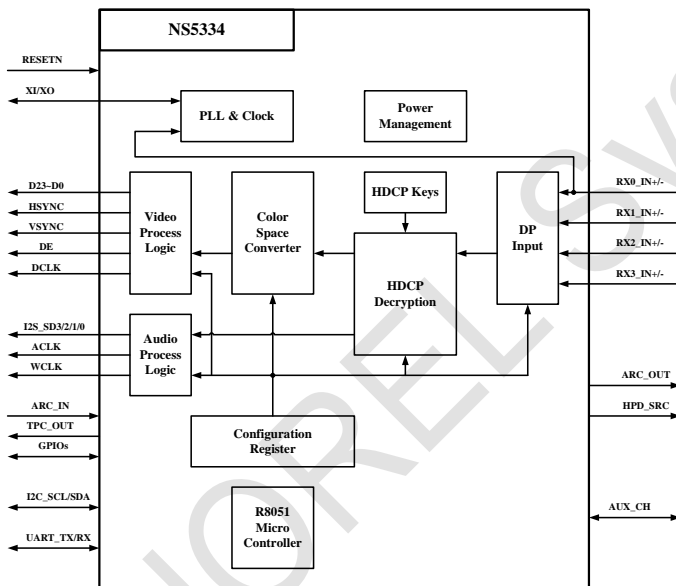 NS5334
RESETN
XI/XO
PLL & Clock
Power
Management
D23~D0
HSYNC
VSYNC
DE
DCLK
Video
Process
Logic
Color
Space
Converter
HDCP Keys
HDCP
Decryption
DP
Input
RX0_IN+/-
RX1_IN+/-
RX2_IN+/-
RX3_IN+/-
I2S_SD3/2/1/0
ACLK
WCLK
Audio
Process
Logic
ARC_OUT
HPD_SRC
ARC_IN
TPC_OUT
GPIOs
Configuration
Register
I2C_SCL/SDA
UART_TX/RX
R8051
Micro
Controller
AUX_CH